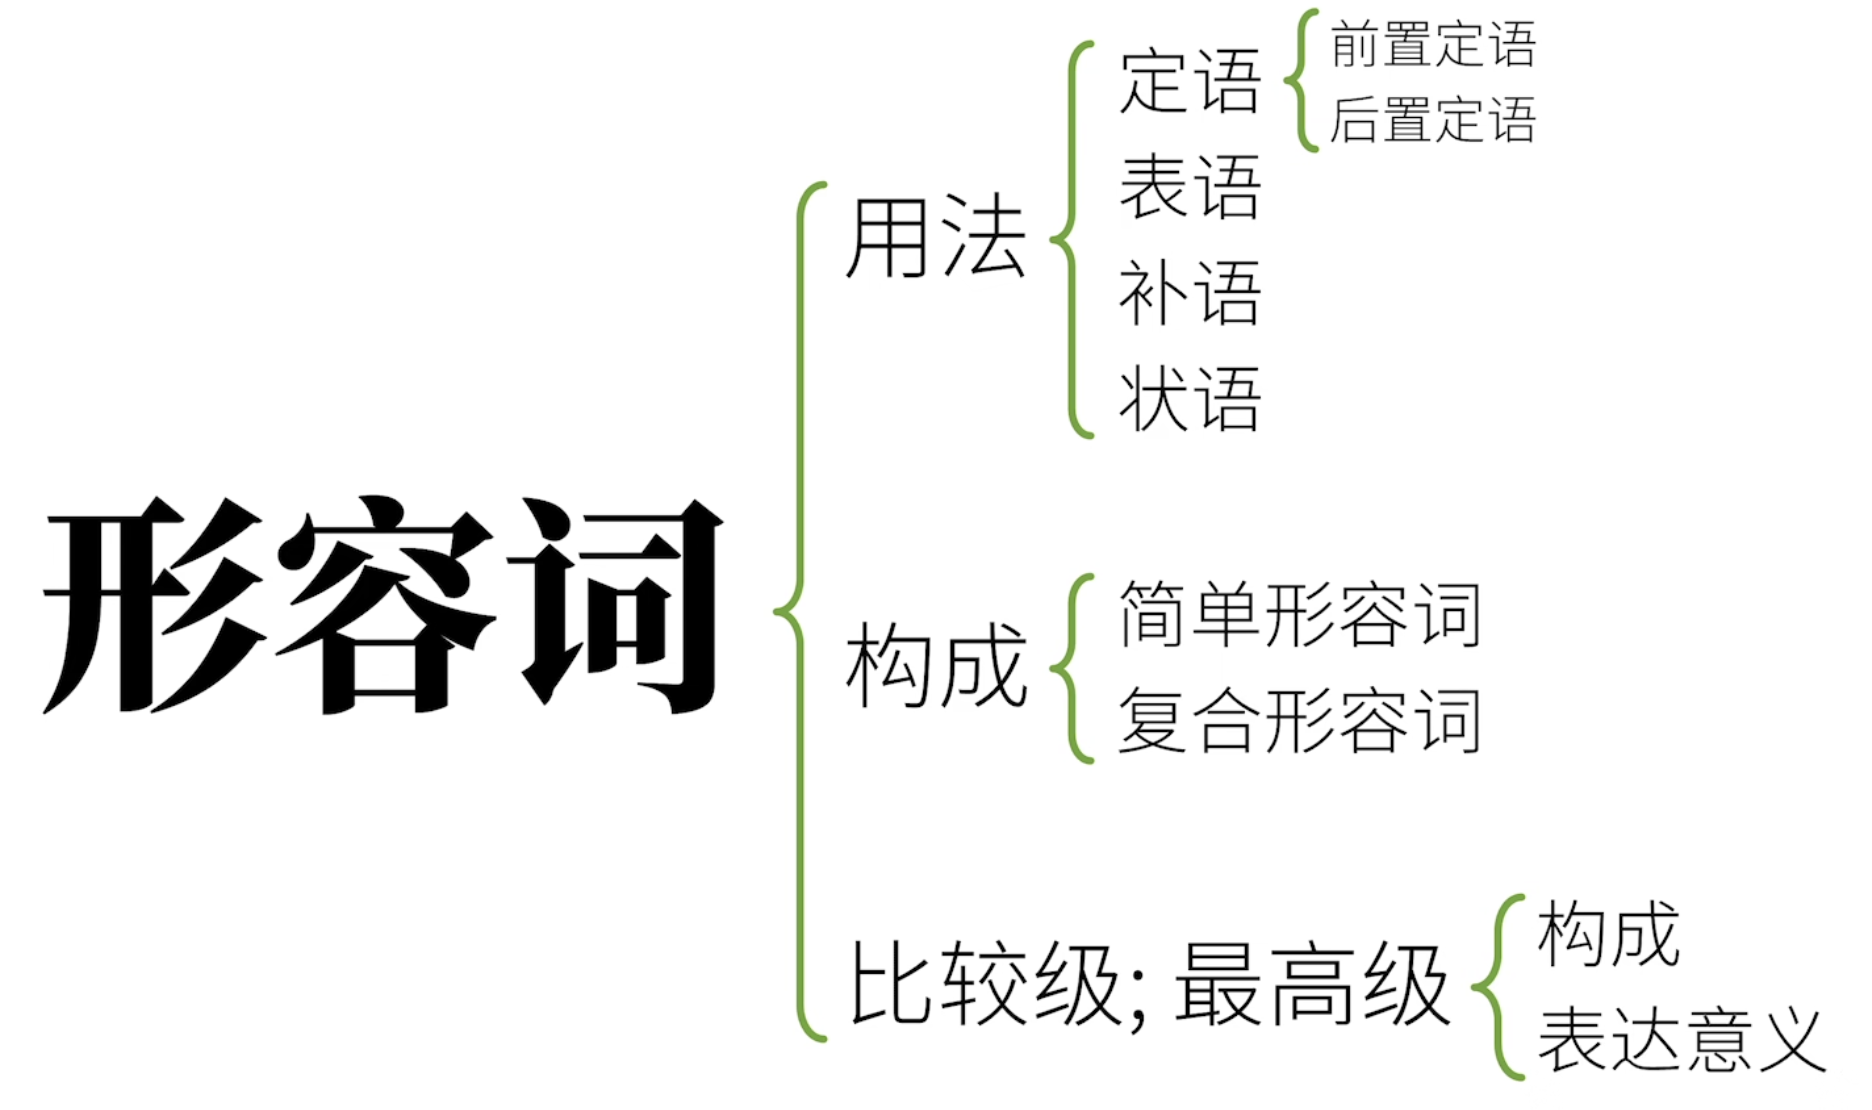 形容词
用法
定语
前置定语
后置定语
表语
补语
状语
构成
简单形容词
复合形容词
比较级; 最高级
构成
表达意义